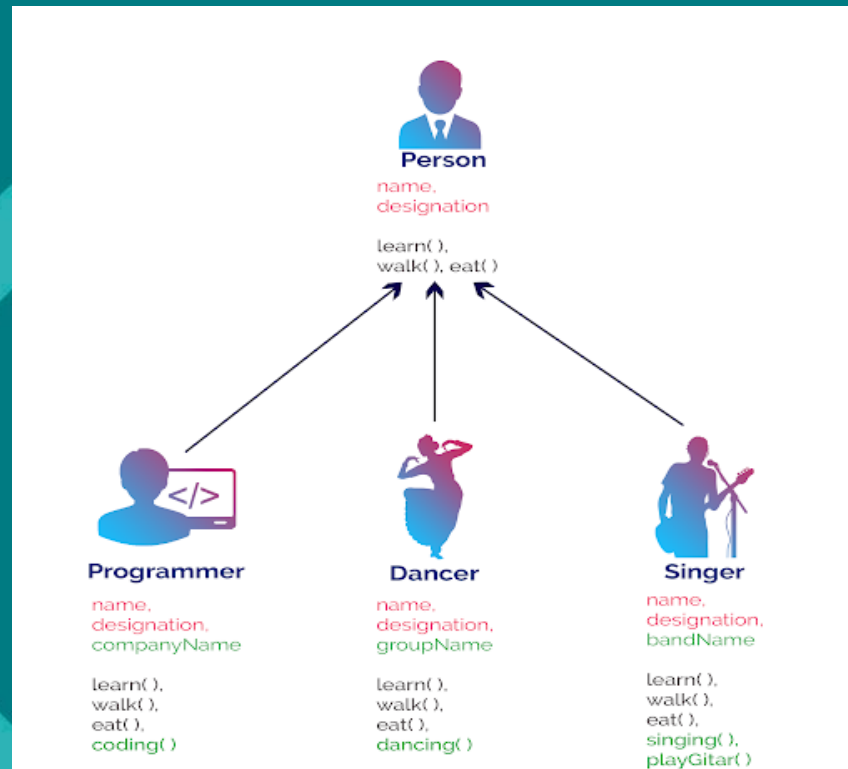 Person
name,
designation
learn( ),
walk( ), eat( )
</>
Programmer
name,
designation,
companyName
learn( ),
walk( ),
eat( ),
coding( )
Dancer
name,
designation,
groupName
learn( ),
walk( ),
eat( ),
dancing( )
Singer
name,
designation,
bandName
learn( ),
walk( ),
eat( ),
singing( ),
playGitar( )